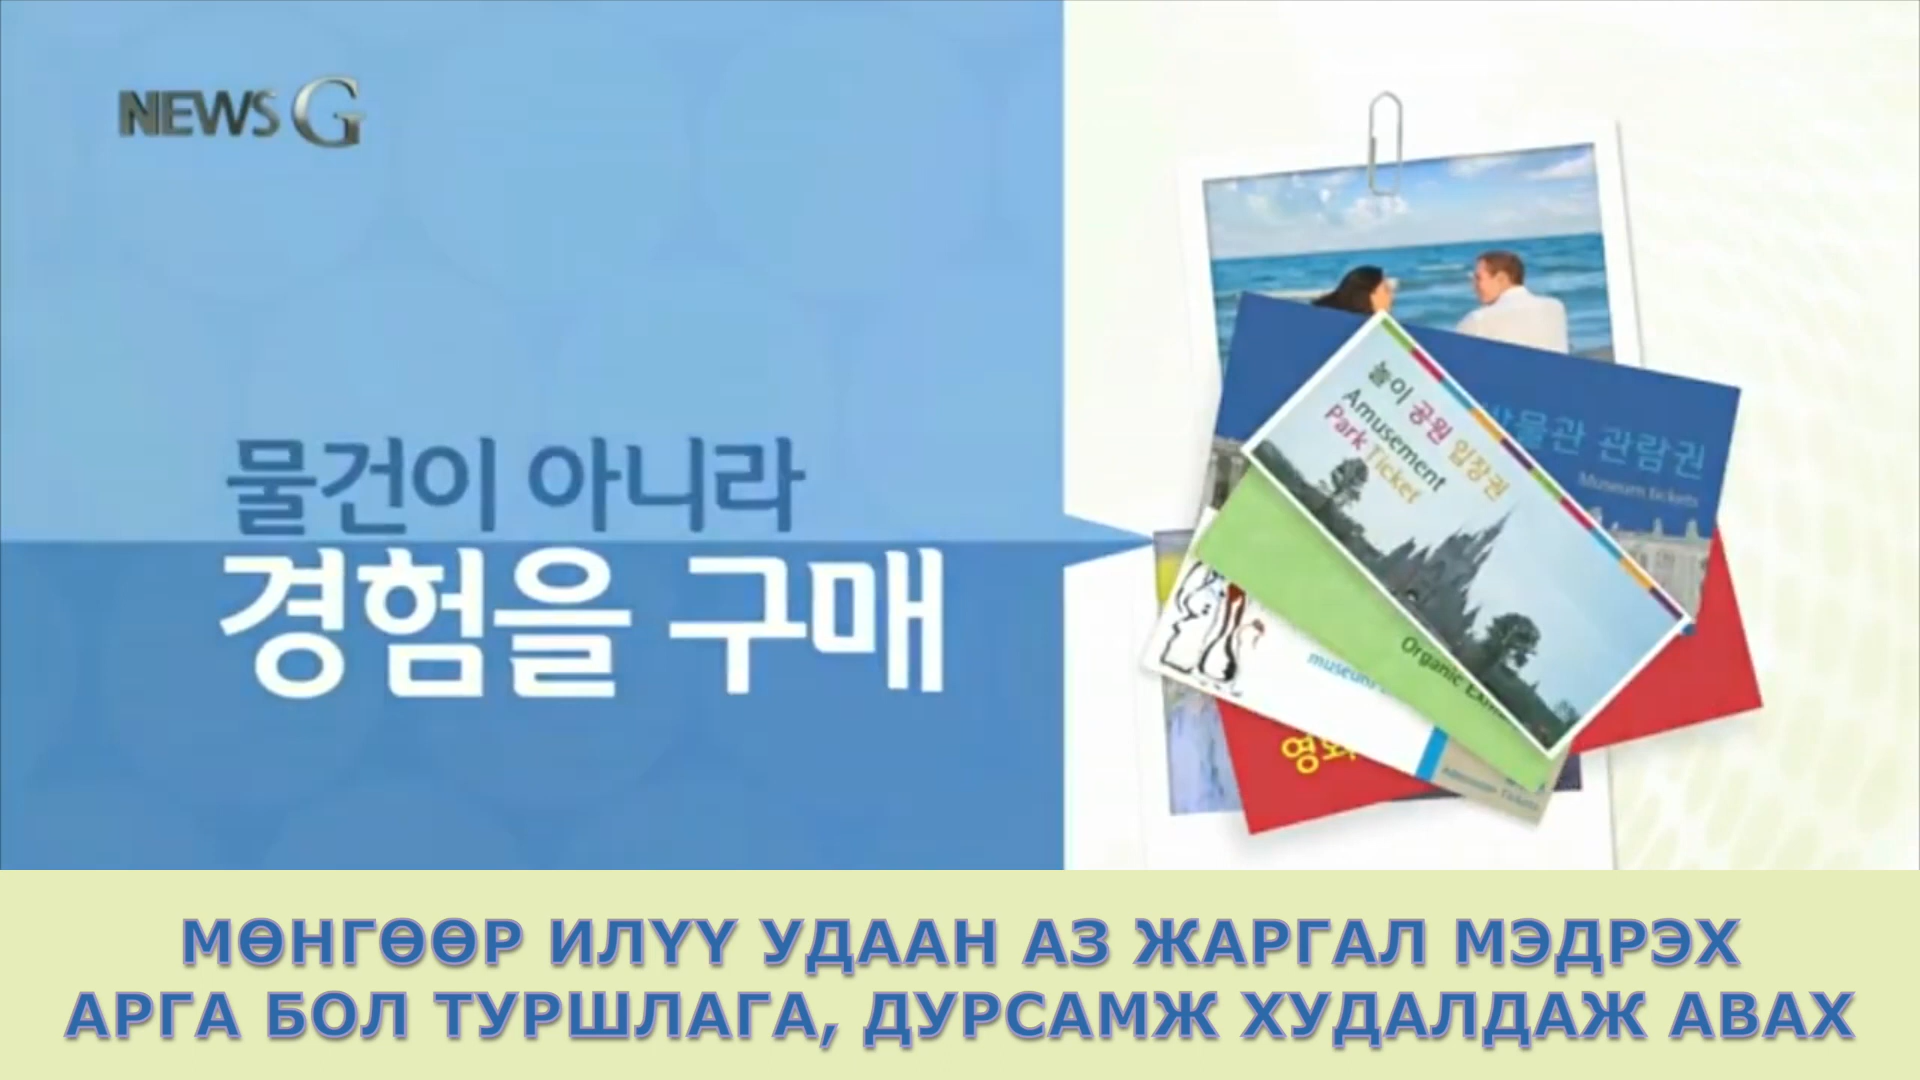 NEWS G
물건이 아니라
경험을 구매
놀이 공원 입장권
Amusement
Park Ticket
박물관 관람권
Museum tickets
Organic
museum
МӨНГӨӨР ИЛҮҮ УДААН АЗ ЖАРГАЛ МЭДРЭХ
АРГА БОЛ ТУРШЛАГА, ДУРСАМЖ ХУДАЛДАЖ АВАХ